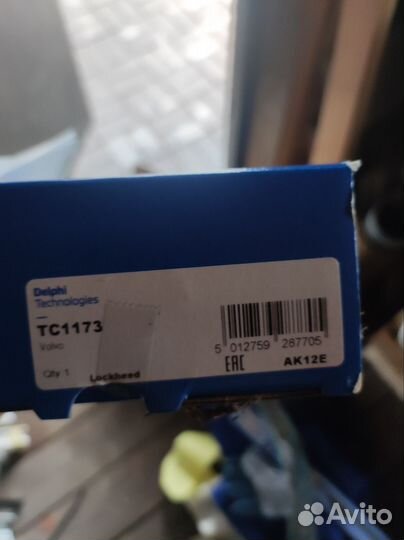 Delphi
Technologies
TC1173
Volvo
Qty 1
Lockheed
5 012759 287705
EAC
AK12E
Avito